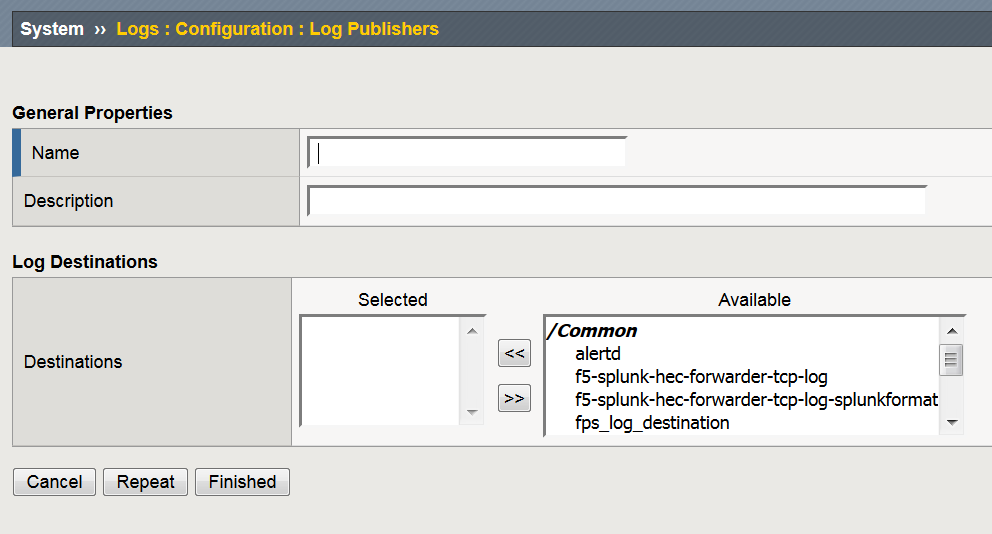 System ›› Logs : Configuration : Log Publishers
General Properties
Name
Description
Log Destinations
Selected Available
Destinations
<<
>>
/Common
alertd
f5-splunk-hec-forwarder-tcp-log
f5-splunk-hec-forwarder-tcp-log-splunkformat
fps_log_destination
Cancel Repeat Finished